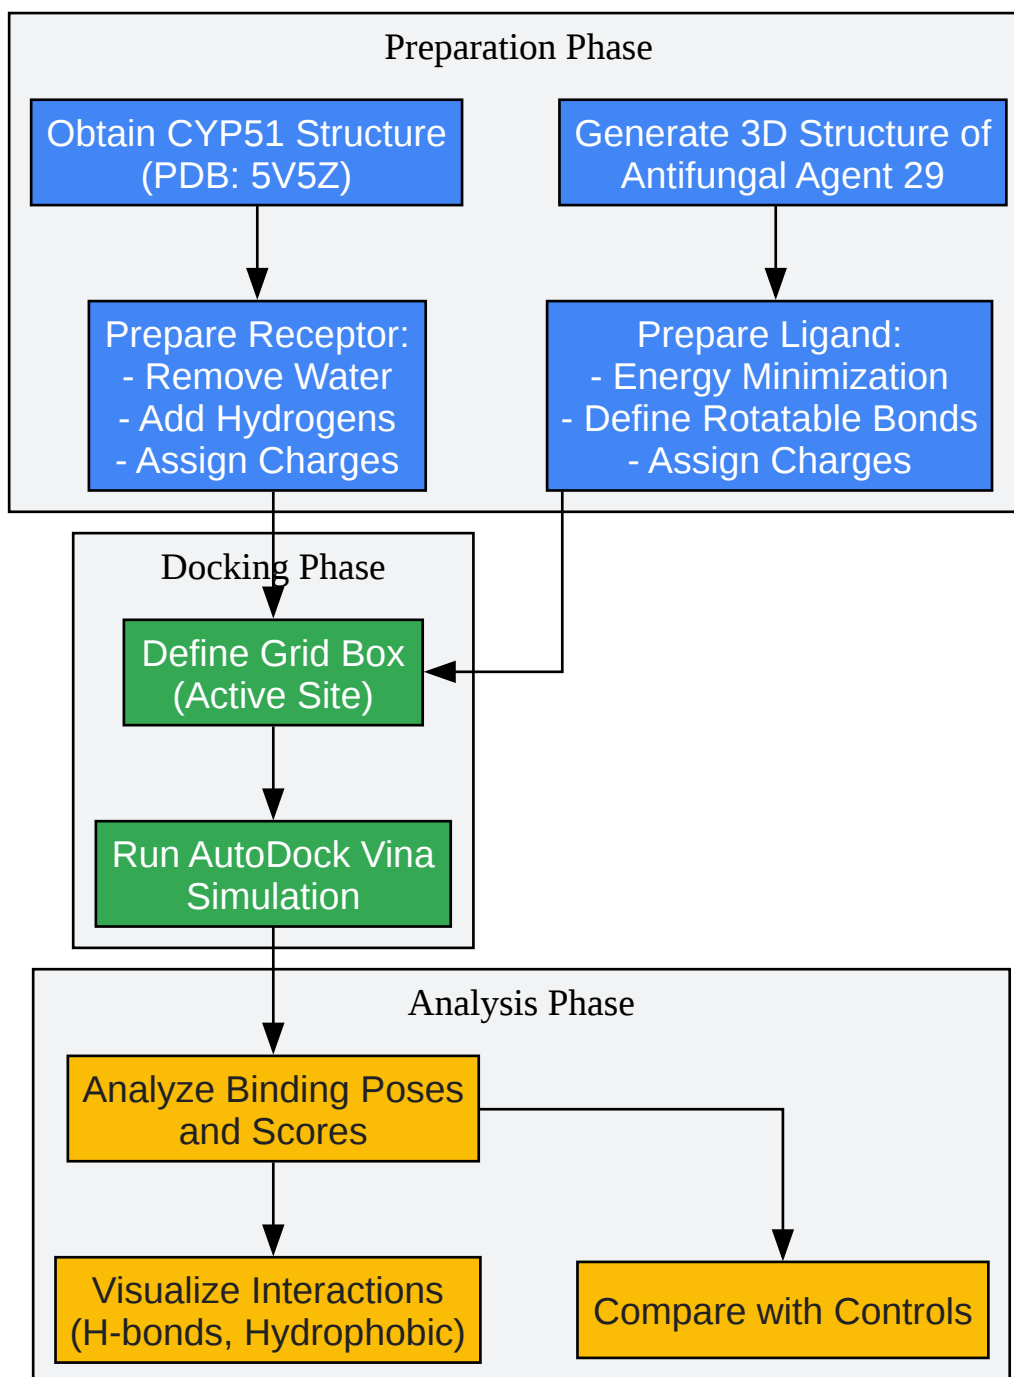 Preparation Phase
Obtain CYP51 Structure
(PDB: 5V5Z)
Generate 3D Structure of
Antifungal Agent 29
Prepare Receptor:
- Remove Water
- Add Hydrogens
- Assign Charges
Prepare Ligand:
- Energy Minimization
- Define Rotatable Bonds
- Assign Charges
Docking Phase
Define Grid Box
(Active Site)
Run AutoDock Vina
Simulation
Analysis Phase
Analyze Binding Poses
and Scores
Visualize Interactions
(H-bonds, Hydrophobic)
Compare with Controls